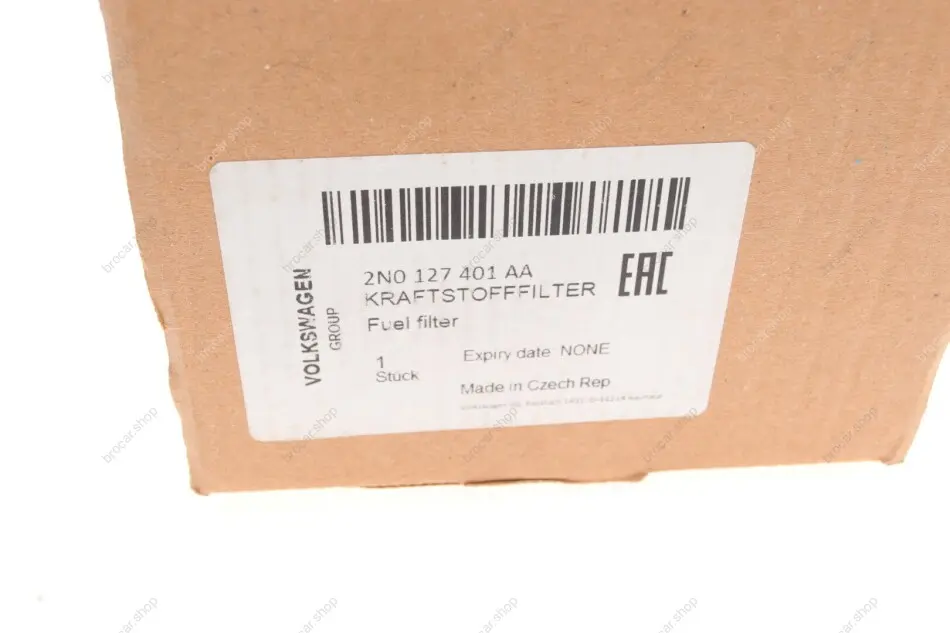 VOLKSWAGEN
GROUP
2N0 127 401 AA
KRAFTSTOFFFILTER
Fuel filter
EAC
1
Stück
Expiry date NONE
Made in Czech Rep
brocar.shop